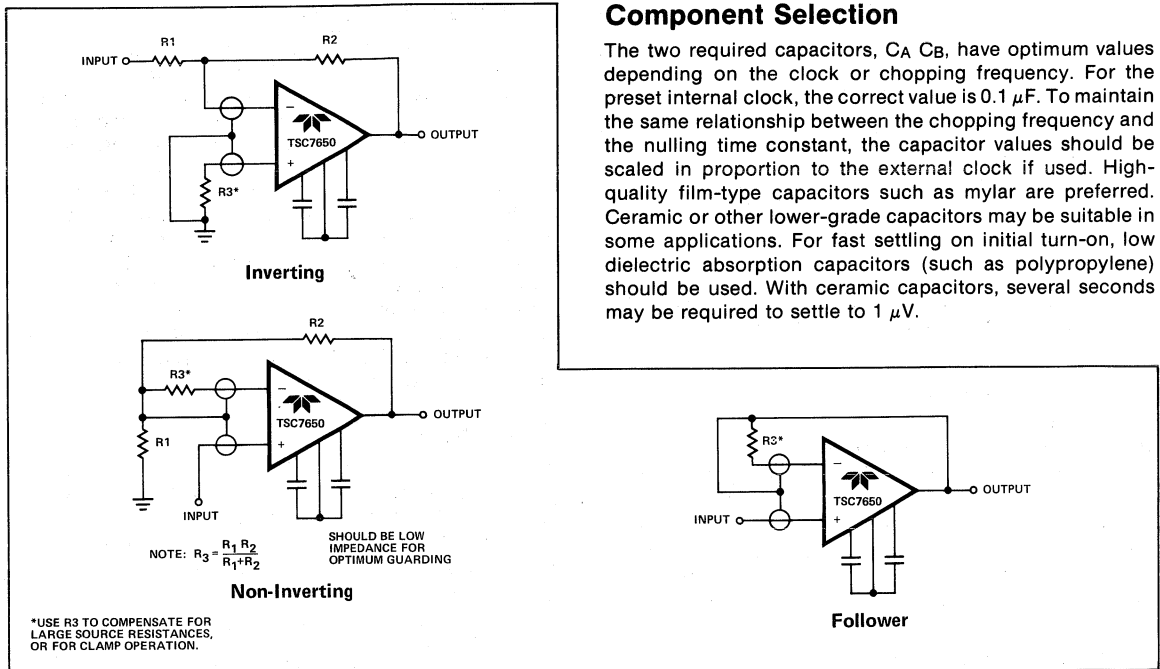 R1
R2
INPUT
−
TSC7650
+
OUTPUT
R3*
Inverting
R2
R3*
−
TSC7650
+
OUTPUT
R1
INPUT
NOTE: R3 = R1 R2 / R1+R2
SHOULD BE LOW
IMPEDANCE FOR
OPTIMUM GUARDING
Non-Inverting
*USE R3 TO COMPENSATE FOR
LARGE SOURCE RESISTANCES,
OR FOR CLAMP OPERATION.
Component Selection
The two required capacitors, CA CB, have optimum values
depending on the clock or chopping frequency. For the
preset internal clock, the correct value is 0.1 μF. To maintain
the same relationship between the chopping frequency and
the nulling time constant, the capacitor values should be
scaled in proportion to the external clock if used. High-
quality film-type capacitors such as mylar are preferred.
Ceramic or other lower-grade capacitors may be suitable in
some applications. For fast settling on initial turn-on, low
dielectric absorption capacitors (such as polypropylene)
should be used. With ceramic capacitors, several seconds
may be required to settle to 1 μV.
R3*
−
TSC7650
+
OUTPUT
INPUT
Follower